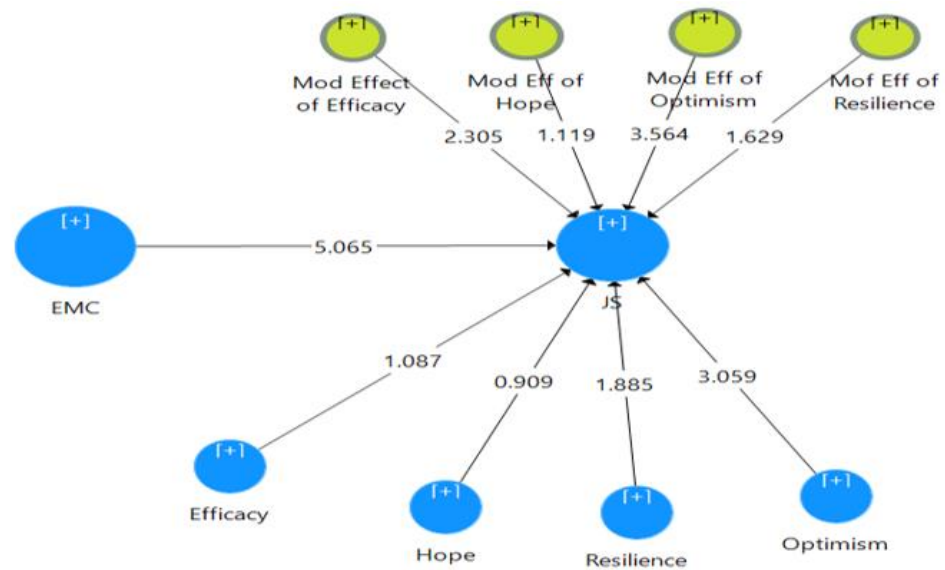 [+]
[+]
[+]
[+]
Mod Effect
of Efficacy
Mod Eff of
Hope
Mod Eff of
Optimism
Mof Eff of
Resilience
2.305
1.119
3.564
1.629
[+]
EMC
5.065
[+]
JS
1.087
0.909
1.885
3.059
[+]
Efficacy
[+]
Hope
[+]
Resilience
[+]
Optimism